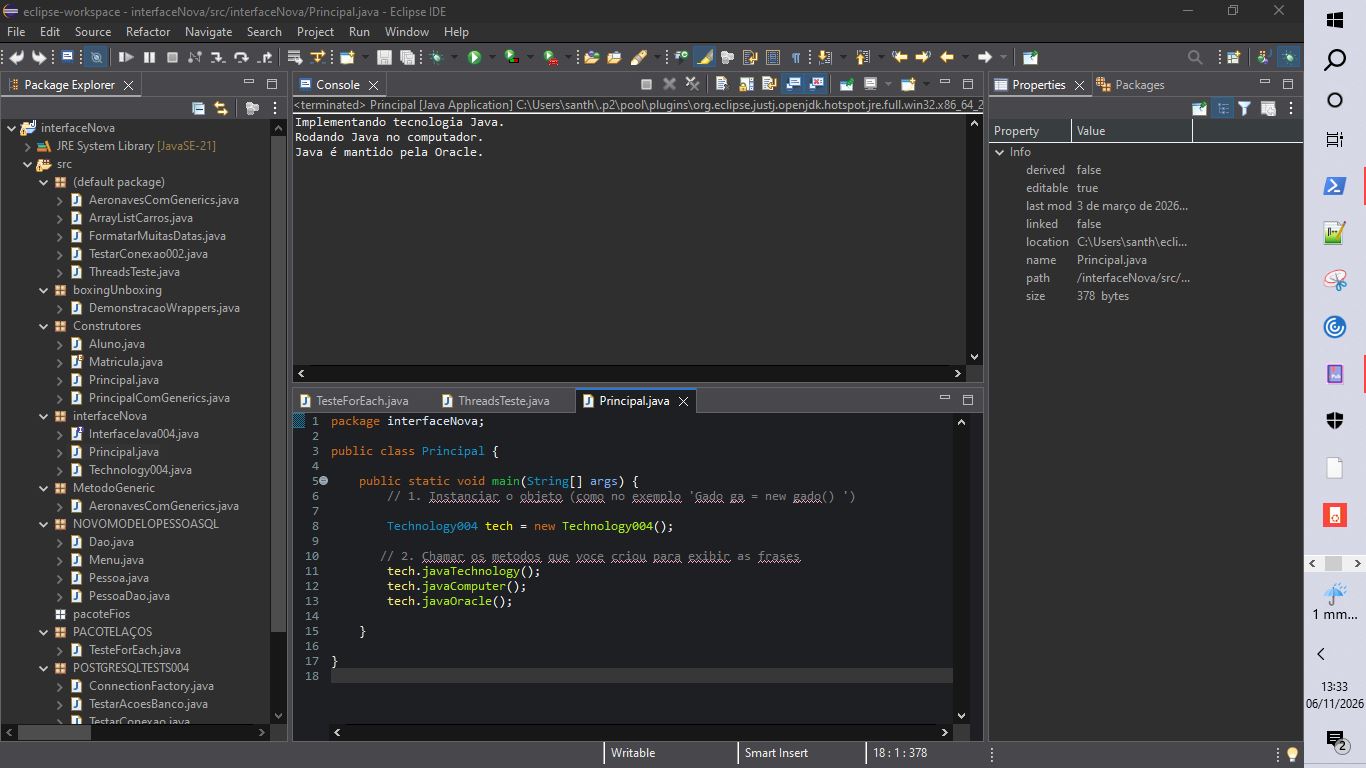 eclipse-workspace - interfaceNova/src/interfaceNova/Principal.java - Eclipse IDE
File Edit Source Refactor Navigate Search Project Run Window Help
Package Explorer
interfaceNova
JRE System Library [JavaSE-21]
src
(default package)
AeronavesComGenerics.java
ArrayListCarros.java
FormatarMuitasDatas.java
TestarConexao002.java
ThreadsTeste.java
boxingUnboxing
DemonstracaoWrappers.java
Construtores
Aluno.java
Matricula.java
Principal.java
PrincipalComGenerics.java
interfaceNova
InterfaceJava004.java
Principal.java
Technology004.java
MetodoGeneric
AeronavesComGenerics.java
NOVOMODELOPESSOASQL
Dao.java
Menu.java
Pessoa.java
PessoaDao.java
pacoteFios
PACOTELAÇOS
TesteForEach.java
POSTGRESQLTESTS004
ConnectionFactory.java
TestarAcoesBanco.java
TestarConexao.java
Console
<terminated> Principal [Java Application] C:\Users\santh\.p2\pool\plugins\org.eclipse.justj.openjdk.hotspot.jre.full.win32.x86_64_2
Implementando tecnologia Java.
Rodando Java no computador.
Java é mantido pela Oracle.
TesteForEach.java ThreadsTeste.java Principal.java
1 package interfaceNova;
2
3 public class Principal {
4
5 public static void main(String[] args) {
6 // 1. Instanciar o objeto (como no exemplo 'Gado ga = new gado() ')
7
8 Technology004 tech = new Technology004();
9
10 // 2. Chamar os metodos que voce criou para exibir as frases
11 tech.javaTechnology();
12 tech.javaComputer();
13 tech.javaOracle();
14
15 }
16
17 }
18
Properties Packages
Property Value
Info
derived false
editable true
last mod 3 de março de 2026...
linked false
location C:\Users\santh\ecli...
name Principal.java
path /interfaceNova/src/...
size 378 bytes
Writable Smart Insert 18 : 1 : 378
1 mm...
13:33
06/11/2026
2